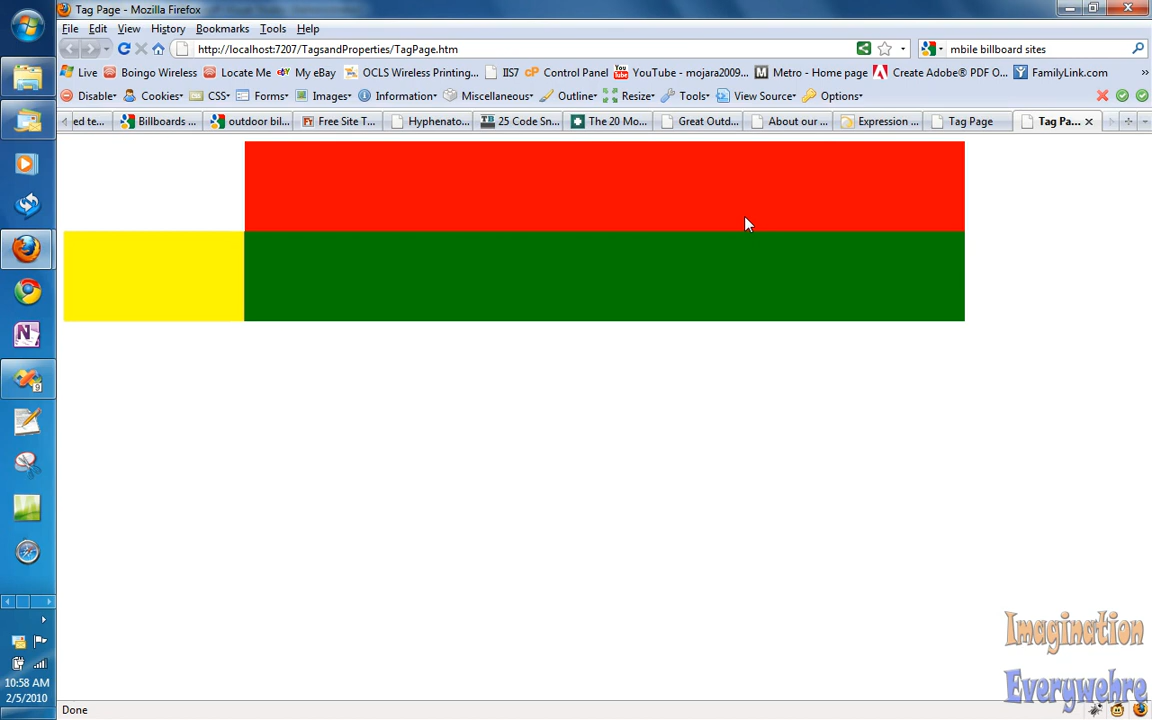 Tag Page - Mozilla Firefox
File Edit View History Bookmarks Tools Help
http://localhost:7207/TagsandProperties/TagPage.htm mbile billboard sites
Live Boingo Wireless Locate Me My eBay OCLS Wireless Printing... IIS7 Control Panel YouTube - mojara2009... Metro - Home page Create Adobe® PDF O... FamilyLink.com »
Disable Cookies CSS Forms Images Information Miscellaneous Outline Resize Tools View Source Options
ed te... Billboards ... outdoor bil... Free Site T... Hyphenato... 25 Code Sn... The 20 Mo... Great Outd... About our ... Expression ... Tag Page Tag Pa...
10:58 AM
2/5/2010
Imagination
Everywehre
Done